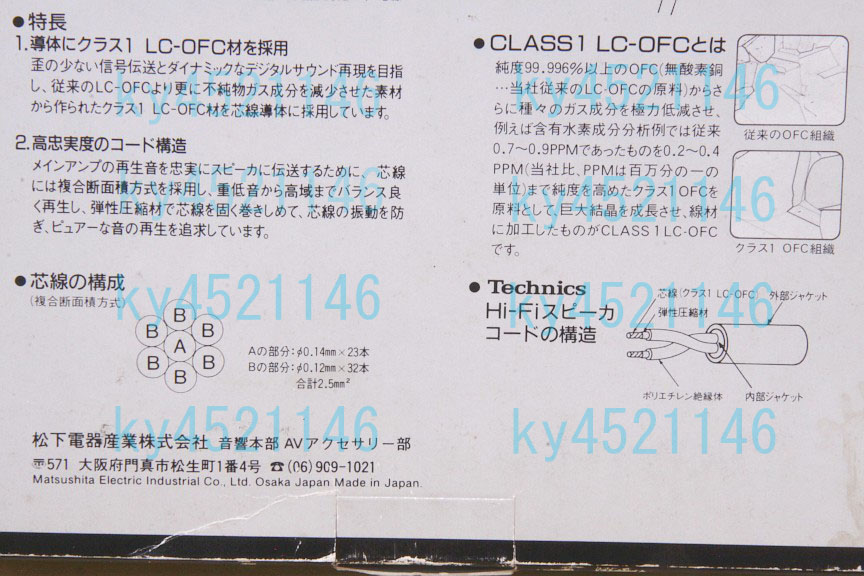 ●特長
1.導体にクラス1 LC-OFC材を採用
歪の少ない信号伝送とダイナミックなデジタルサウンド再現を目指
し、従来のLC-OFCより更に不純物ガス成分を減少させた素材
から作られたクラス1 LC-OFC材を芯線導体に採用しています。
2.高忠実度のコード構造
メインアンプの再生音を忠実にスピーカに伝送するために、芯線
には複合断面積方式を採用し、重低音から高域までバランス良
く再生し、弾性圧縮材で芯線を固く巻きしめて、芯線の振動を防
ぎ、ピュアーな音の再生を追求しています。
●芯線の構成
(複合断面積方式)
B
B B
A
B B
B
Aの部分:φ0.14mm×23本
Bの部分:φ0.12mm×32本
合計2.5mm²
松下電器産業株式会社 音響本部 AVアクセサリー部
〒571 大阪府門真市松生町1番4号 ☎(06)909-1021
Matsushita Electric Industrial Co., Ltd. Osaka Japan Made in Japan.
●CLASS1 LC-OFCとは
純度99.996%以上のOFC(無酸素銅
…当社従来のLC-OFCの原料)からさ
らに種々のガス成分を極力低減させ、
例えば含有水素成分分析例では従来
0.7〜0.9PPMであったものを0.2〜0.4
PPM(当社比、PPMは百万分の一の
単位)まで純度を高めたクラス1OFCを
原料として、巨大結晶を成長させ、線材
に加工したものがCLASS1LC-OFC
です。
従来のOFC組織
クラス1 OFC組織
●Technics
Hi-Fiスピーカ
コードの構造
芯線(クラス1 LC-OFC
外部ジャケット
弾性圧縮材
ポリエチレン絶縁体
内部ジャケット
ky4521146
ky4521146
ky4521146
ky4521146
ky4521146
ky4521146
ky4521146
ky4521146